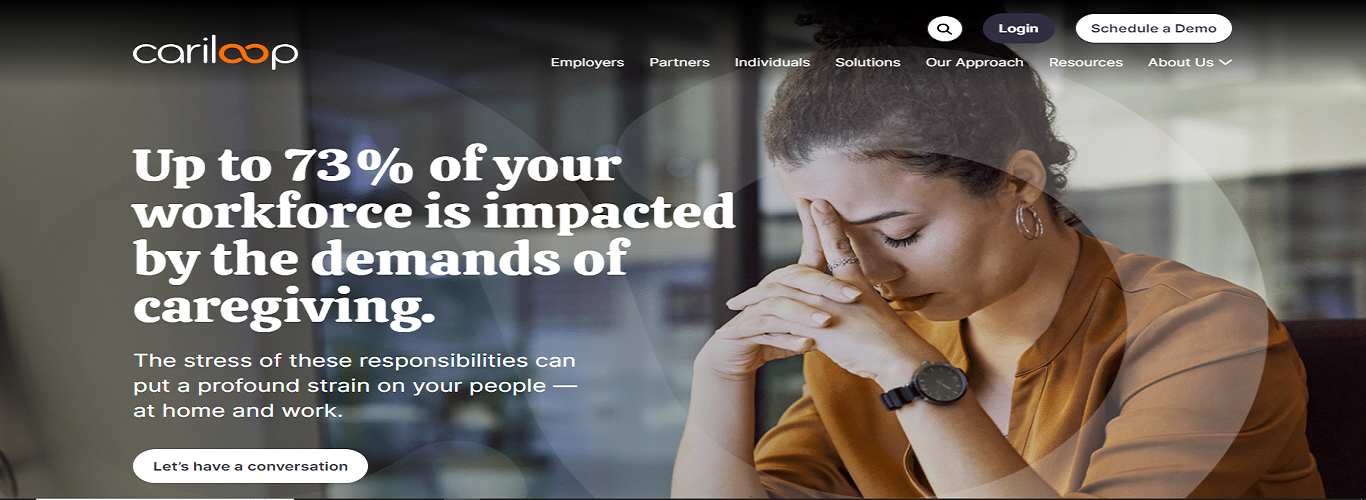 Login
Schedule a Demo
cariloop
Employers
Partners
Individuals
Solutions
Our Approach
Resources
About Us
Up to 73% of your
workforce is impacted
by the demands of
caregiving.
The stress of these responsibilities can
put a profound strain on your people —
at home and work.
Let's have a conversation